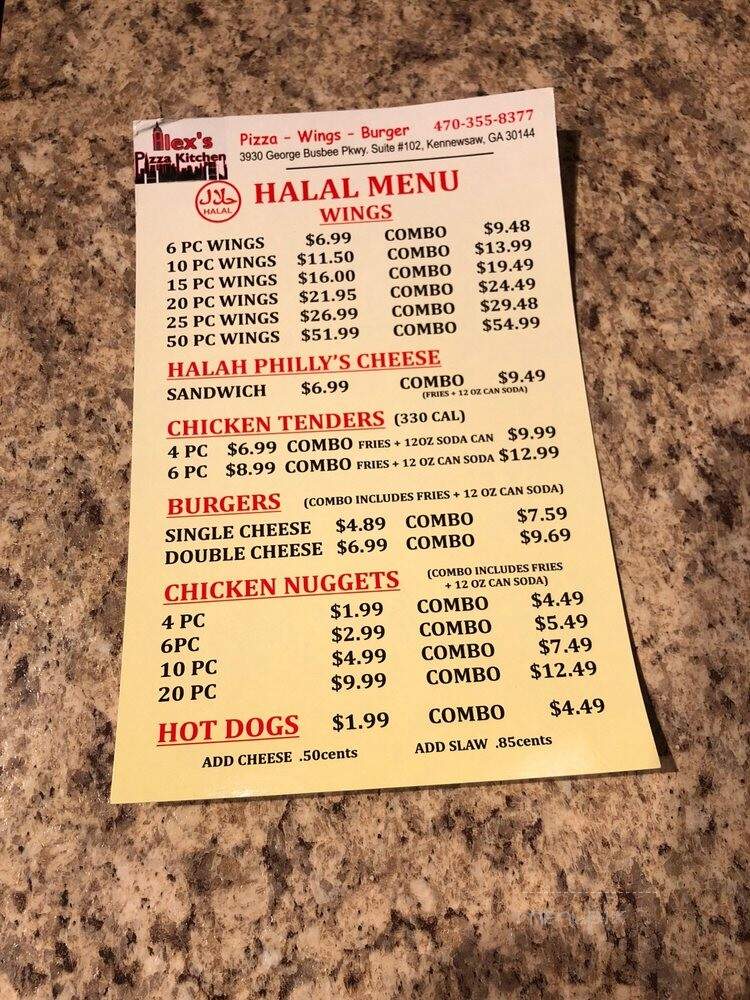 Alex's
Pizza Kitchen
Pizza - Wings - Burger 470-355-8377
3930 George Busbee Pkwy. Suite #102, Kennewsaw, GA 30144
حلال
HALAL
HALAL MENU
WINGS
6 PC WINGS $6.99 COMBO $9.48
10 PC WINGS $11.50 COMBO $13.99
15 PC WINGS $16.00 COMBO $19.49
20 PC WINGS $21.95 COMBO $24.49
25 PC WINGS $26.99 COMBO $29.48
50 PC WINGS $51.99 COMBO $54.99
HALAH PHILLY'S CHEESE
SANDWICH $6.99 COMBO $9.49
(FRIES + 12 OZ CAN SODA)
CHICKEN TENDERS (330 CAL)
4 PC $6.99 COMBO FRIES + 12OZ SODA CAN $9.99
6 PC $8.99 COMBO FRIES + 12 OZ CAN SODA $12.99
BURGERS (COMBO INCLUDES FRIES + 12 OZ CAN SODA)
SINGLE CHEESE $4.89 COMBO $7.59
DOUBLE CHEESE $6.99 COMBO $9.69
CHICKEN NUGGETS (COMBO INCLUDES FRIES
+ 12 OZ CAN SODA)
4 PC $1.99 COMBO $4.49
6PC $2.99 COMBO $5.49
10 PC $4.99 COMBO $7.49
20 PC $9.99 COMBO $12.49
HOT DOGS $1.99 COMBO $4.49
ADD CHEESE .50cents ADD SLAW .85cents